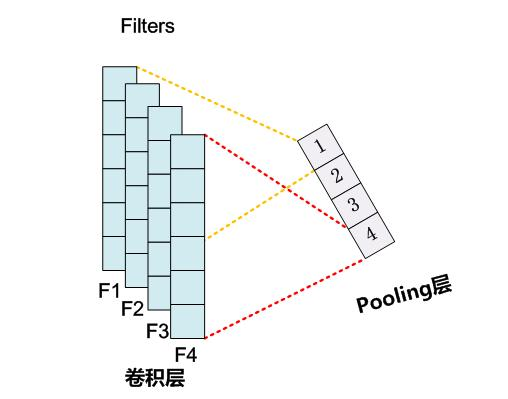 Filters
1
2
3
4
F1
F2
F3
F4
Pooling层
卷积层